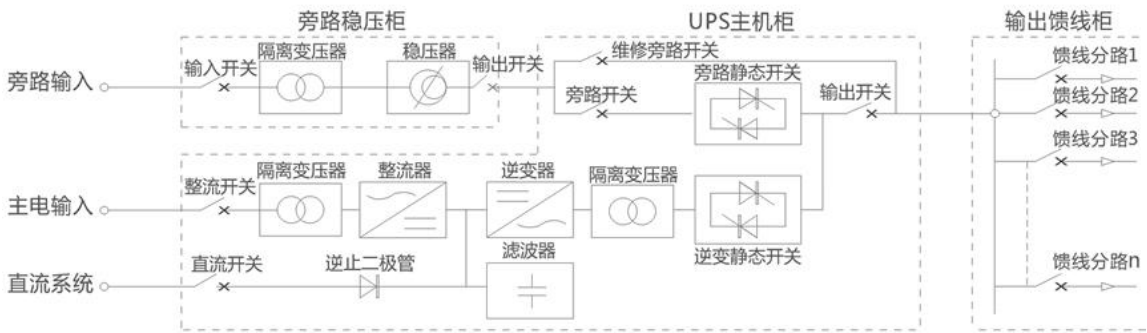 旁路稳压柜
UPS主机柜
输出馈线柜
旁路输入
输入开关
隔离变压器
稳压器
输出开关
维修旁路开关
旁路开关
旁路静态开关
输出开关
馈线分路1
馈线分路2
馈线分路3
馈线分路n
主电输入
整流开关
隔离变压器
整流器
逆变器
隔离变压器
逆变静态开关
直流系统
直流开关
逆止二极管
滤波器